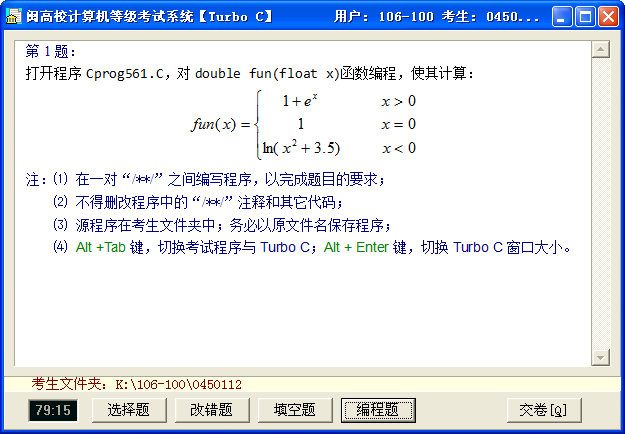 闽高校计算机等级考试系统【Turbo C】 用户: 106-100 考生: 0450...
第 1 题:
打开程序 Cprog561.C，对 double fun(float x)函数编程，使其计算:
1+e^x x > 0
fun(x) = { 1 x = 0
ln( x^2 + 3.5) x < 0
注: ⑴ 在一对“/**/”之间编写程序，以完成题目的要求；
⑵ 不得删改程序中的“/**/”注释和其它代码；
⑶ 源程序在考生文件夹中；务必以原文件名保存程序；
⑷ Alt +Tab 键，切换考试程序与 Turbo C；Alt + Enter 键，切换 Turbo C 窗口大小。
考生文件夹: K:\106-100\0450112
79:15 选择题 改错题 填空题 编程题 交卷[Q]